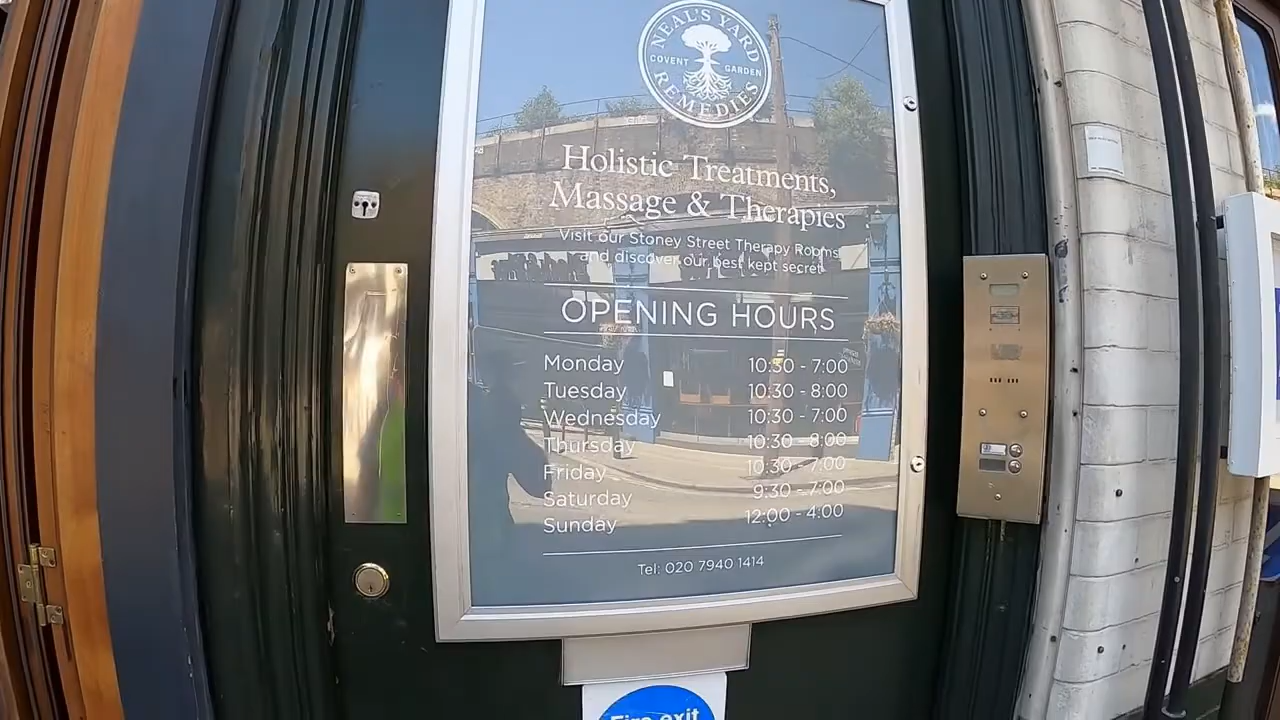 NEAL'S YARD
COVENT GARDEN
REMEDIES
Holistic Treatments,
Massage & Therapies
Visit our Stoney Street Therapy Rooms
and discover our best kept secret
OPENING HOURS
Monday 10:30 - 7:00
Tuesday 10:30 - 8:00
Wednesday 10:30 - 7:00
Thursday 10:30 - 8:00
Friday 10:30 - 7:00
Saturday 9:30 - 7:00
Sunday 12:00 - 4:00
Tel: 020 7940 1414
Fire exit